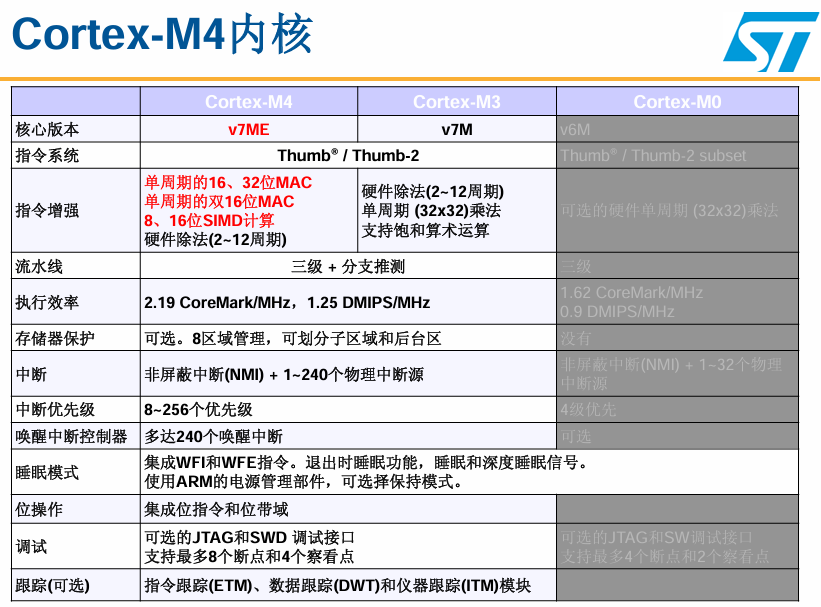 Cortex-M4内核
ST
Cortex-M4 Cortex-M3 Cortex-M0
核心版本 v7ME v7M v6M
指令系统 Thumb® / Thumb-2 Thumb® / Thumb-2 subset
指令增强
单周期的16、32位MAC
单周期的双16位MAC
8、16位SIMD计算
硬件除法(2~12周期)
硬件除法(2~12周期)
单周期 (32x32)乘法
支持饱和算术运算
可选的硬件单周期 (32x32)乘法
流水线 三级 + 分支推测 三级
执行效率 2.19 CoreMark/MHz，1.25 DMIPS/MHz
1.62 CoreMark/MHz
0.9 DMIPS/MHz
存储器保护 可选。8区域管理，可划分子区域和后台区 没有
中断 非屏蔽中断(NMI) + 1~240个物理中断源
非屏蔽中断(NMI) + 1~32个物理
中断源
中断优先级 8~256个优先级 4级优先
唤醒中断控制器 多达240个唤醒中断 可选
睡眠模式
集成WFI和WFE指令。退出时睡眠功能，睡眠和深度睡眠信号。
使用ARM的电源管理部件，可选择保持模式。
位操作 集成位指令和位带域
调试
可选的JTAG和SWD 调试接口
支持最多8个断点和4个察看点
可选的JTAG和SW调试接口
支持最多4个断点和2个察看点
跟踪(可选) 指令跟踪(ETM)、数据跟踪(DWT)和仪器跟踪(ITM)模块